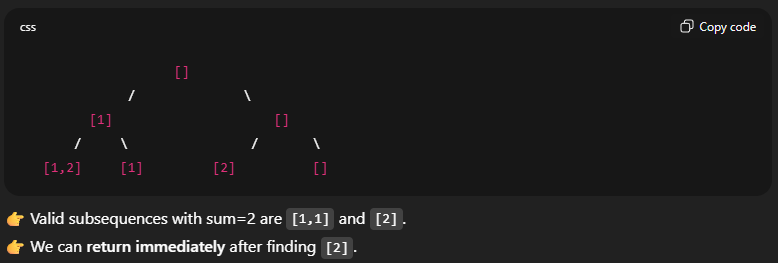 css
Copy code
[]
/ \
[1] []
/ \ / \
[1,2] [1] [2] []
👉 Valid subsequences with sum=2 are [1,1] and [2].
👉 We can return immediately after finding [2].